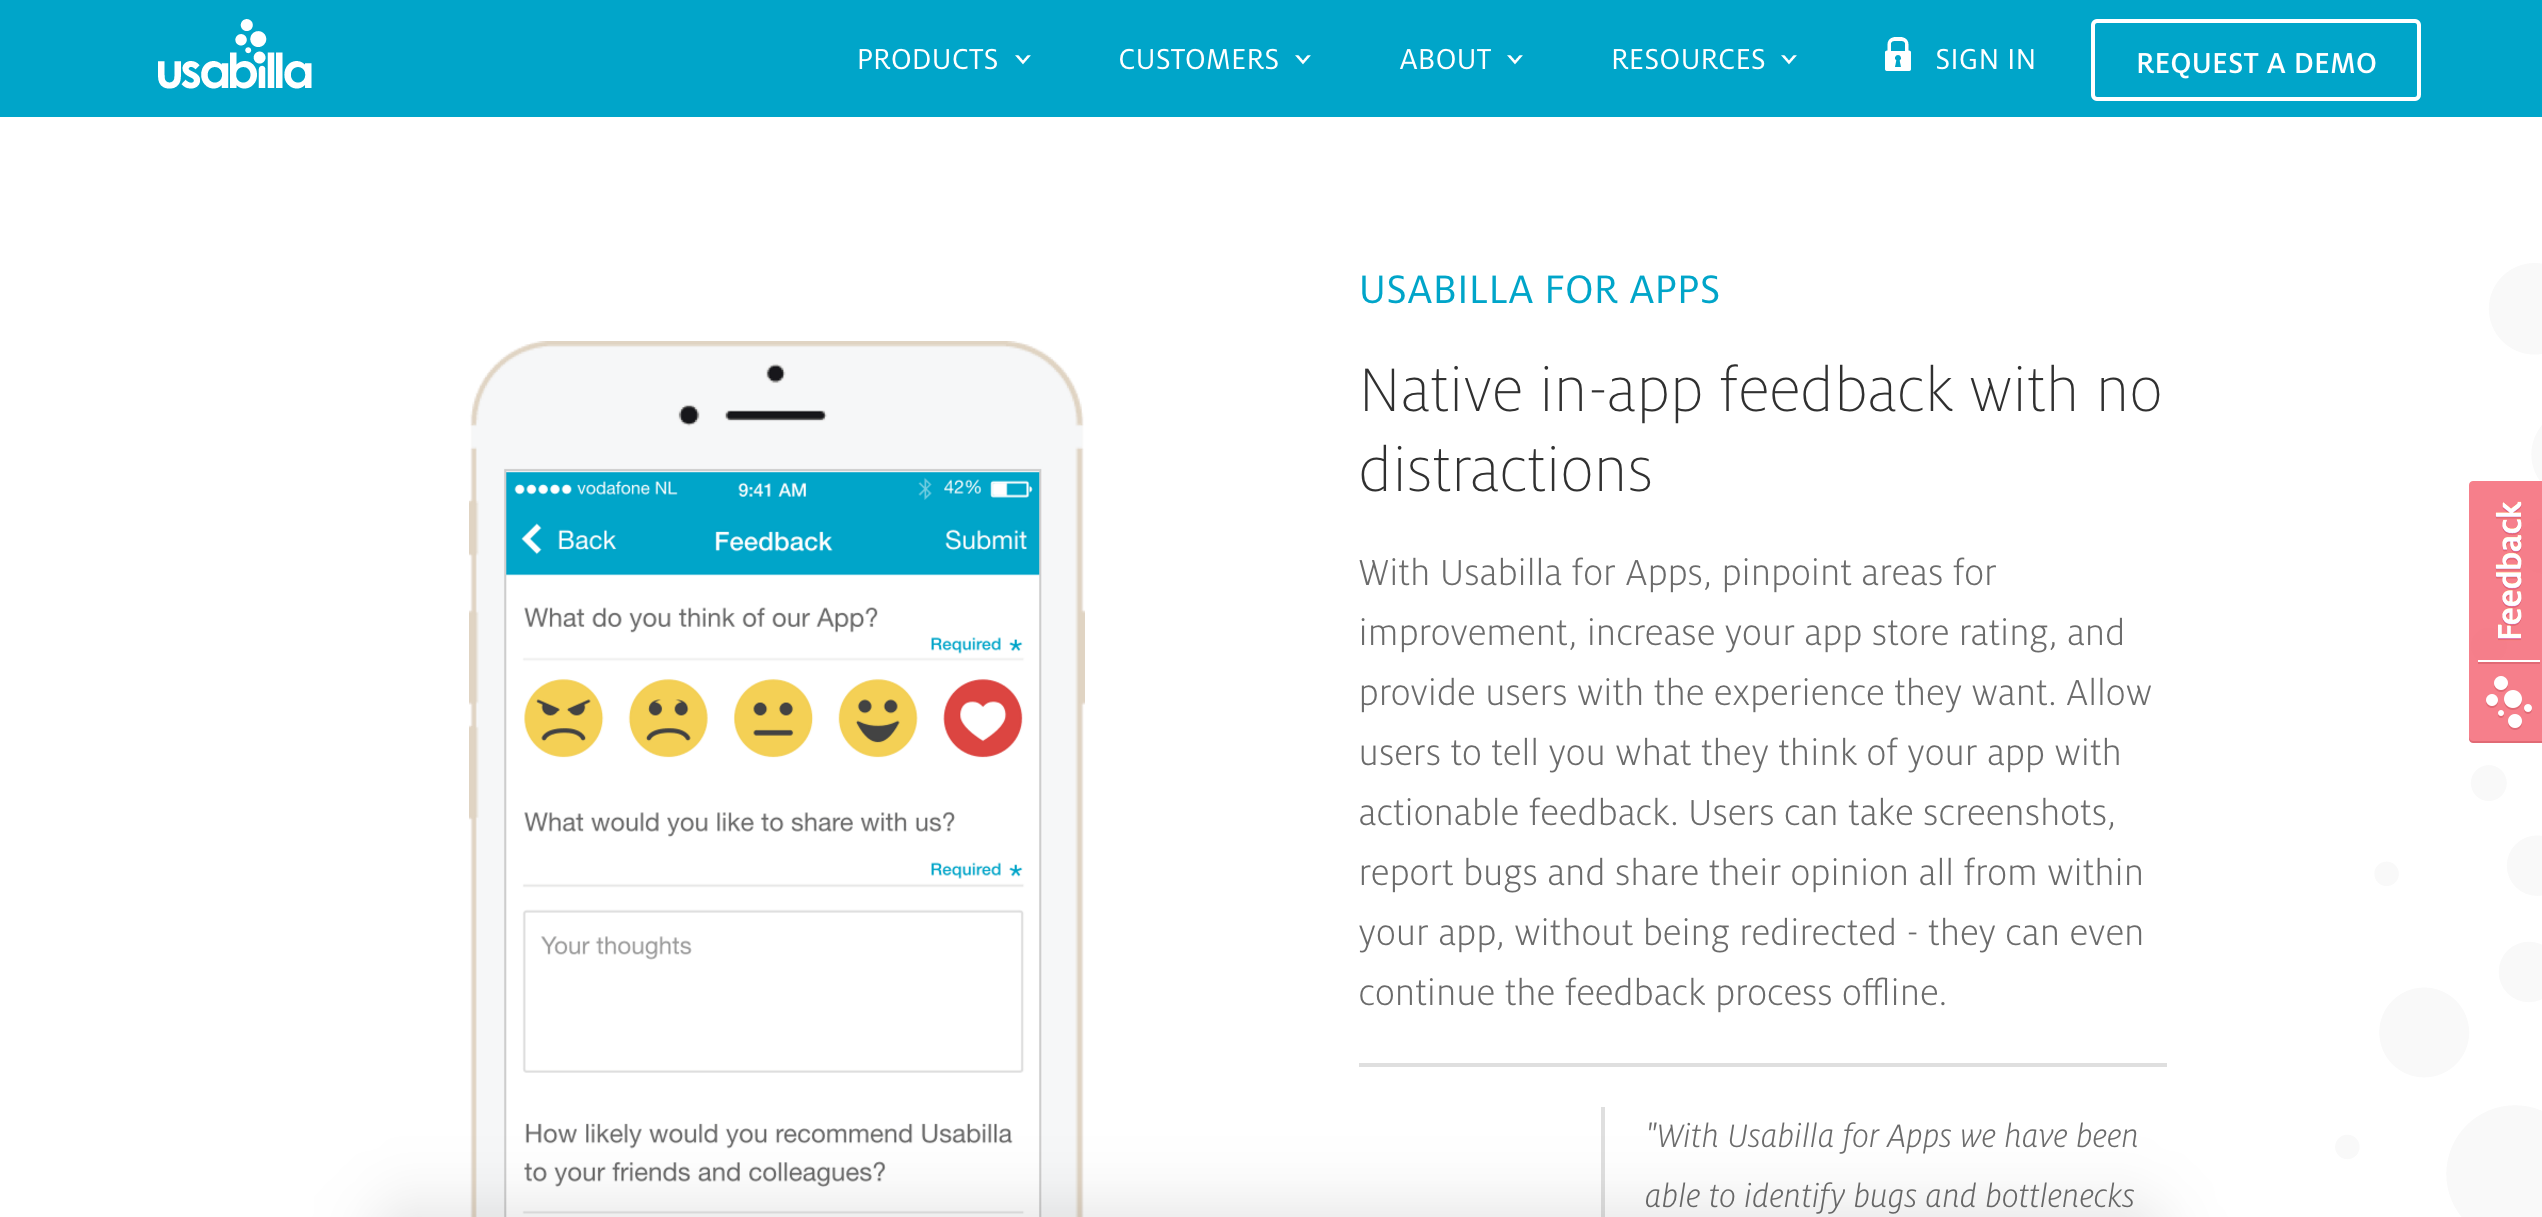 usabilla
PRODUCTS
CUSTOMERS
ABOUT
RESOURCES
SIGN IN
REQUEST A DEMO
vodafone NL
9:41 AM
42%
Back
Feedback
Submit
What do you think of our App?
Required *
What would you like to share with us?
Required *
Your thoughts
How likely would you recommend Usabilla
to your friends and colleagues?
USABILLA FOR APPS
Native in-app feedback with no
distractions
With Usabilla for Apps, pinpoint areas for
improvement, increase your app store rating, and
provide users with the experience they want. Allow
users to tell you what they think of your app with
actionable feedback. Users can take screenshots,
report bugs and share their opinion all from within
your app, without being redirected - they can even
continue the feedback process offline.
"With Usabilla for Apps we have been
able to identify bugs and bottlenecks
Feedback